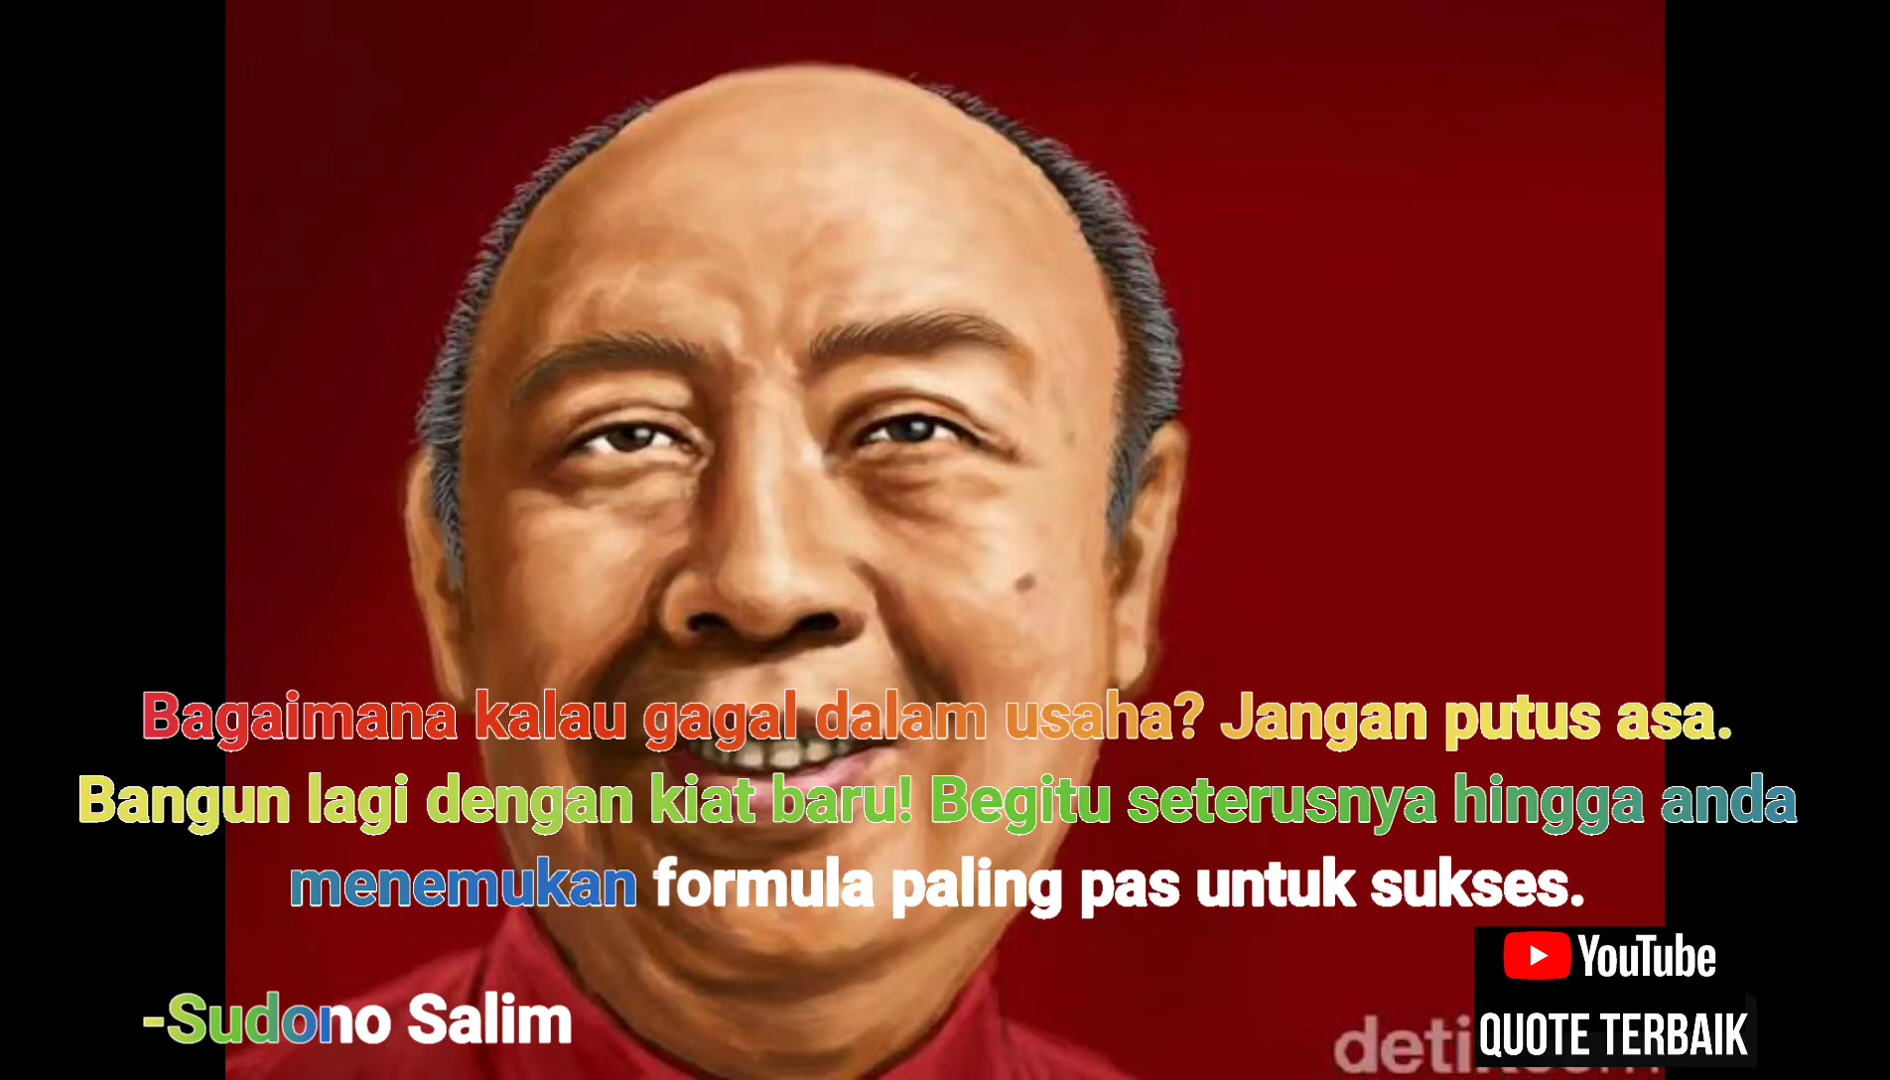 Bagaimana kalau gagal dalam usaha? Jangan putus asa.
Bangun lagi dengan kiat baru! Begitu seterusnya hingga anda
menemukan formula paling pas untuk sukses.
-Sudono Salim
YouTube
QUOTE TERBAIK